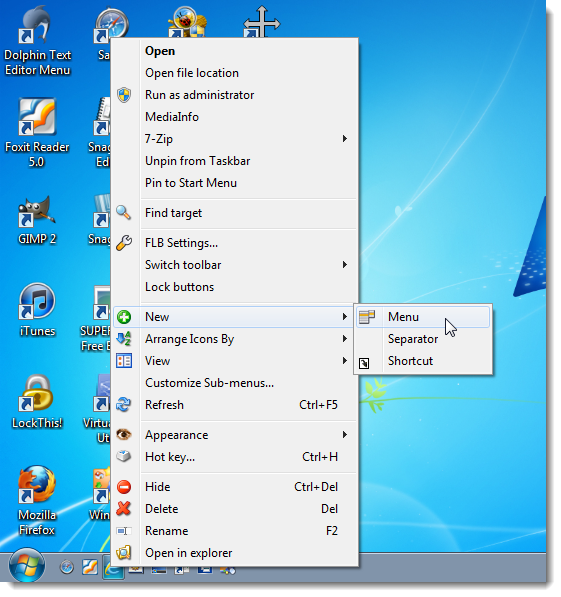 Dolphin Text
Editor Menu
Sa
Foxit Reader
5.0
Snag
Ed
GIMP 2
Snag
iTunes
SUPER
Free E
LockThis!
Virtua
Ut
Mozilla
Firefox
Win
Open
Open file location
Run as administrator
MediaInfo
7-Zip
Unpin from Taskbar
Pin to Start Menu
Find target
FLB Settings...
Switch toolbar
Lock buttons
New
Arrange Icons By
View
Customize Sub-menus...
Refresh Ctrl+F5
Appearance
Hot key... Ctrl+H
Hide Ctrl+Del
Delete Del
Rename F2
Open in explorer
Menu
Separator
Shortcut